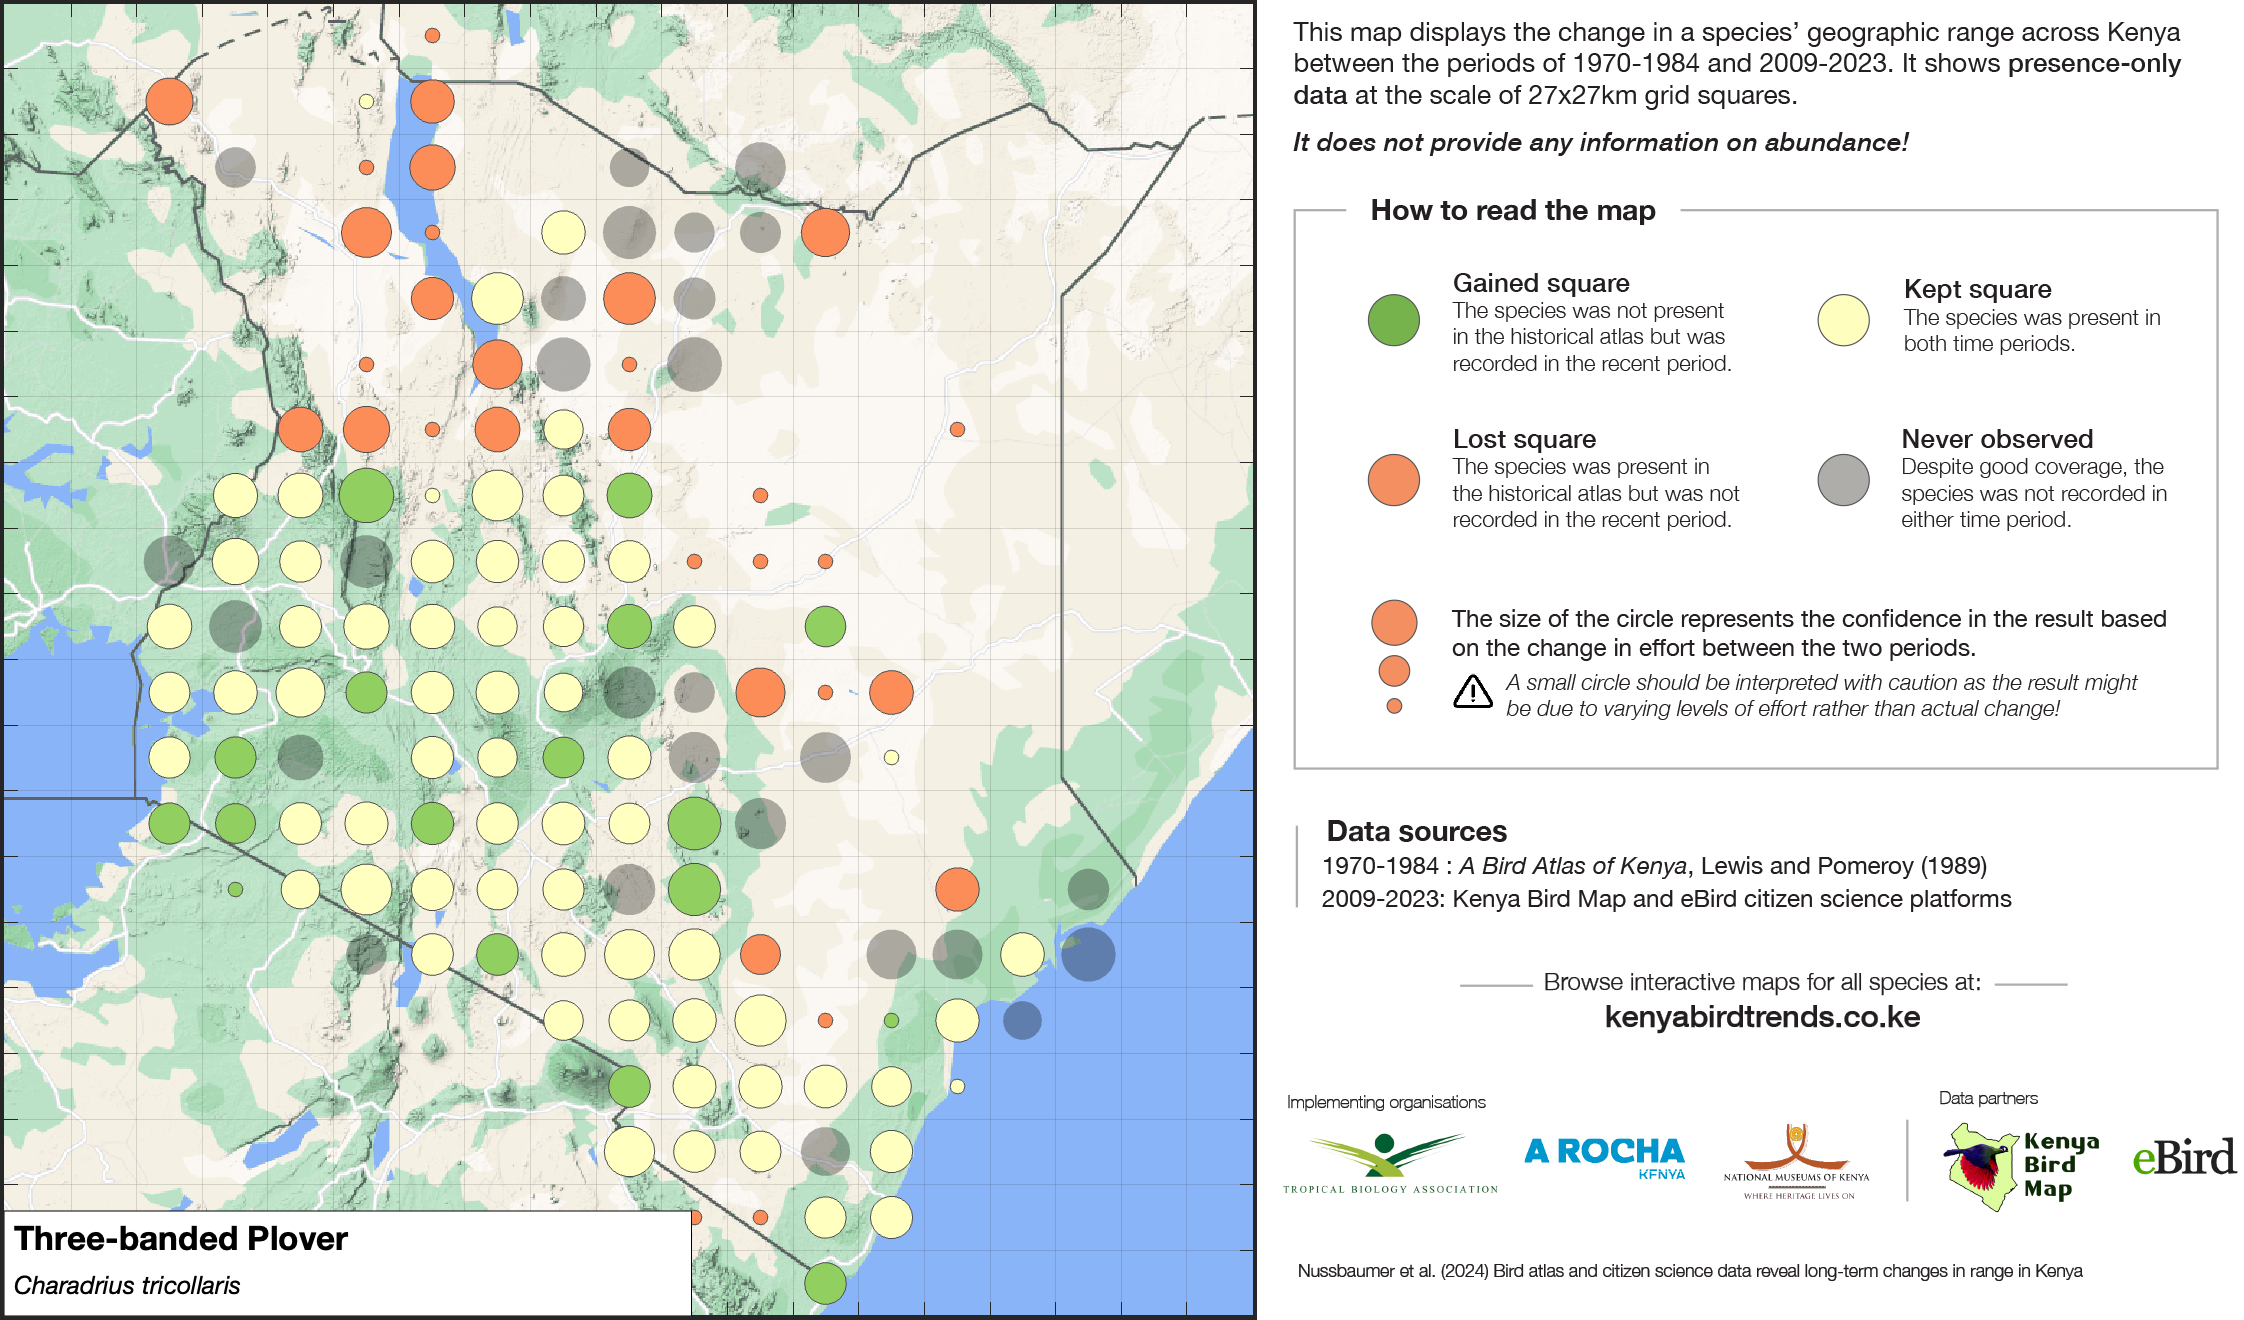 This map displays the change in a species’ geographic range across Kenya
between the periods of 1970-1984 and 2009-2023. It shows presence-only
data at the scale of 27x27km grid squares.
It does not provide any information on abundance!
How to read the map
Gained square
The species was not present
in the historical atlas but was
recorded in the recent period.
Kept square
The species was present in
both time periods.
Lost square
The species was present in
the historical atlas but was not
recorded in the recent period.
Never observed
Despite good coverage, the
species was not recorded in
either time period.
The size of the circle represents the confidence in the result based
on the change in effort between the two periods.
A small circle should be interpreted with caution as the result might
be due to varying levels of effort rather than actual change!
Data sources
1970-1984 : A Bird Atlas of Kenya, Lewis and Pomeroy (1989)
2009-2023: Kenya Bird Map and eBird citizen science platforms
Browse interactive maps for all species at:
kenyabirdtrends.co.ke
Implementing organisations
Data partners
TROPICAL BIOLOGY ASSOCIATION
A ROCHA
KENYA
NATIONAL MUSEUMS OF KENYA
WHERE HERITAGE LIVES ON
Kenya
Bird
Map
eBird
Nussbaumer et al. (2024) Bird atlas and citizen science data reveal long-term changes in range in Kenya
Three-banded Plover
Charadrius tricollaris